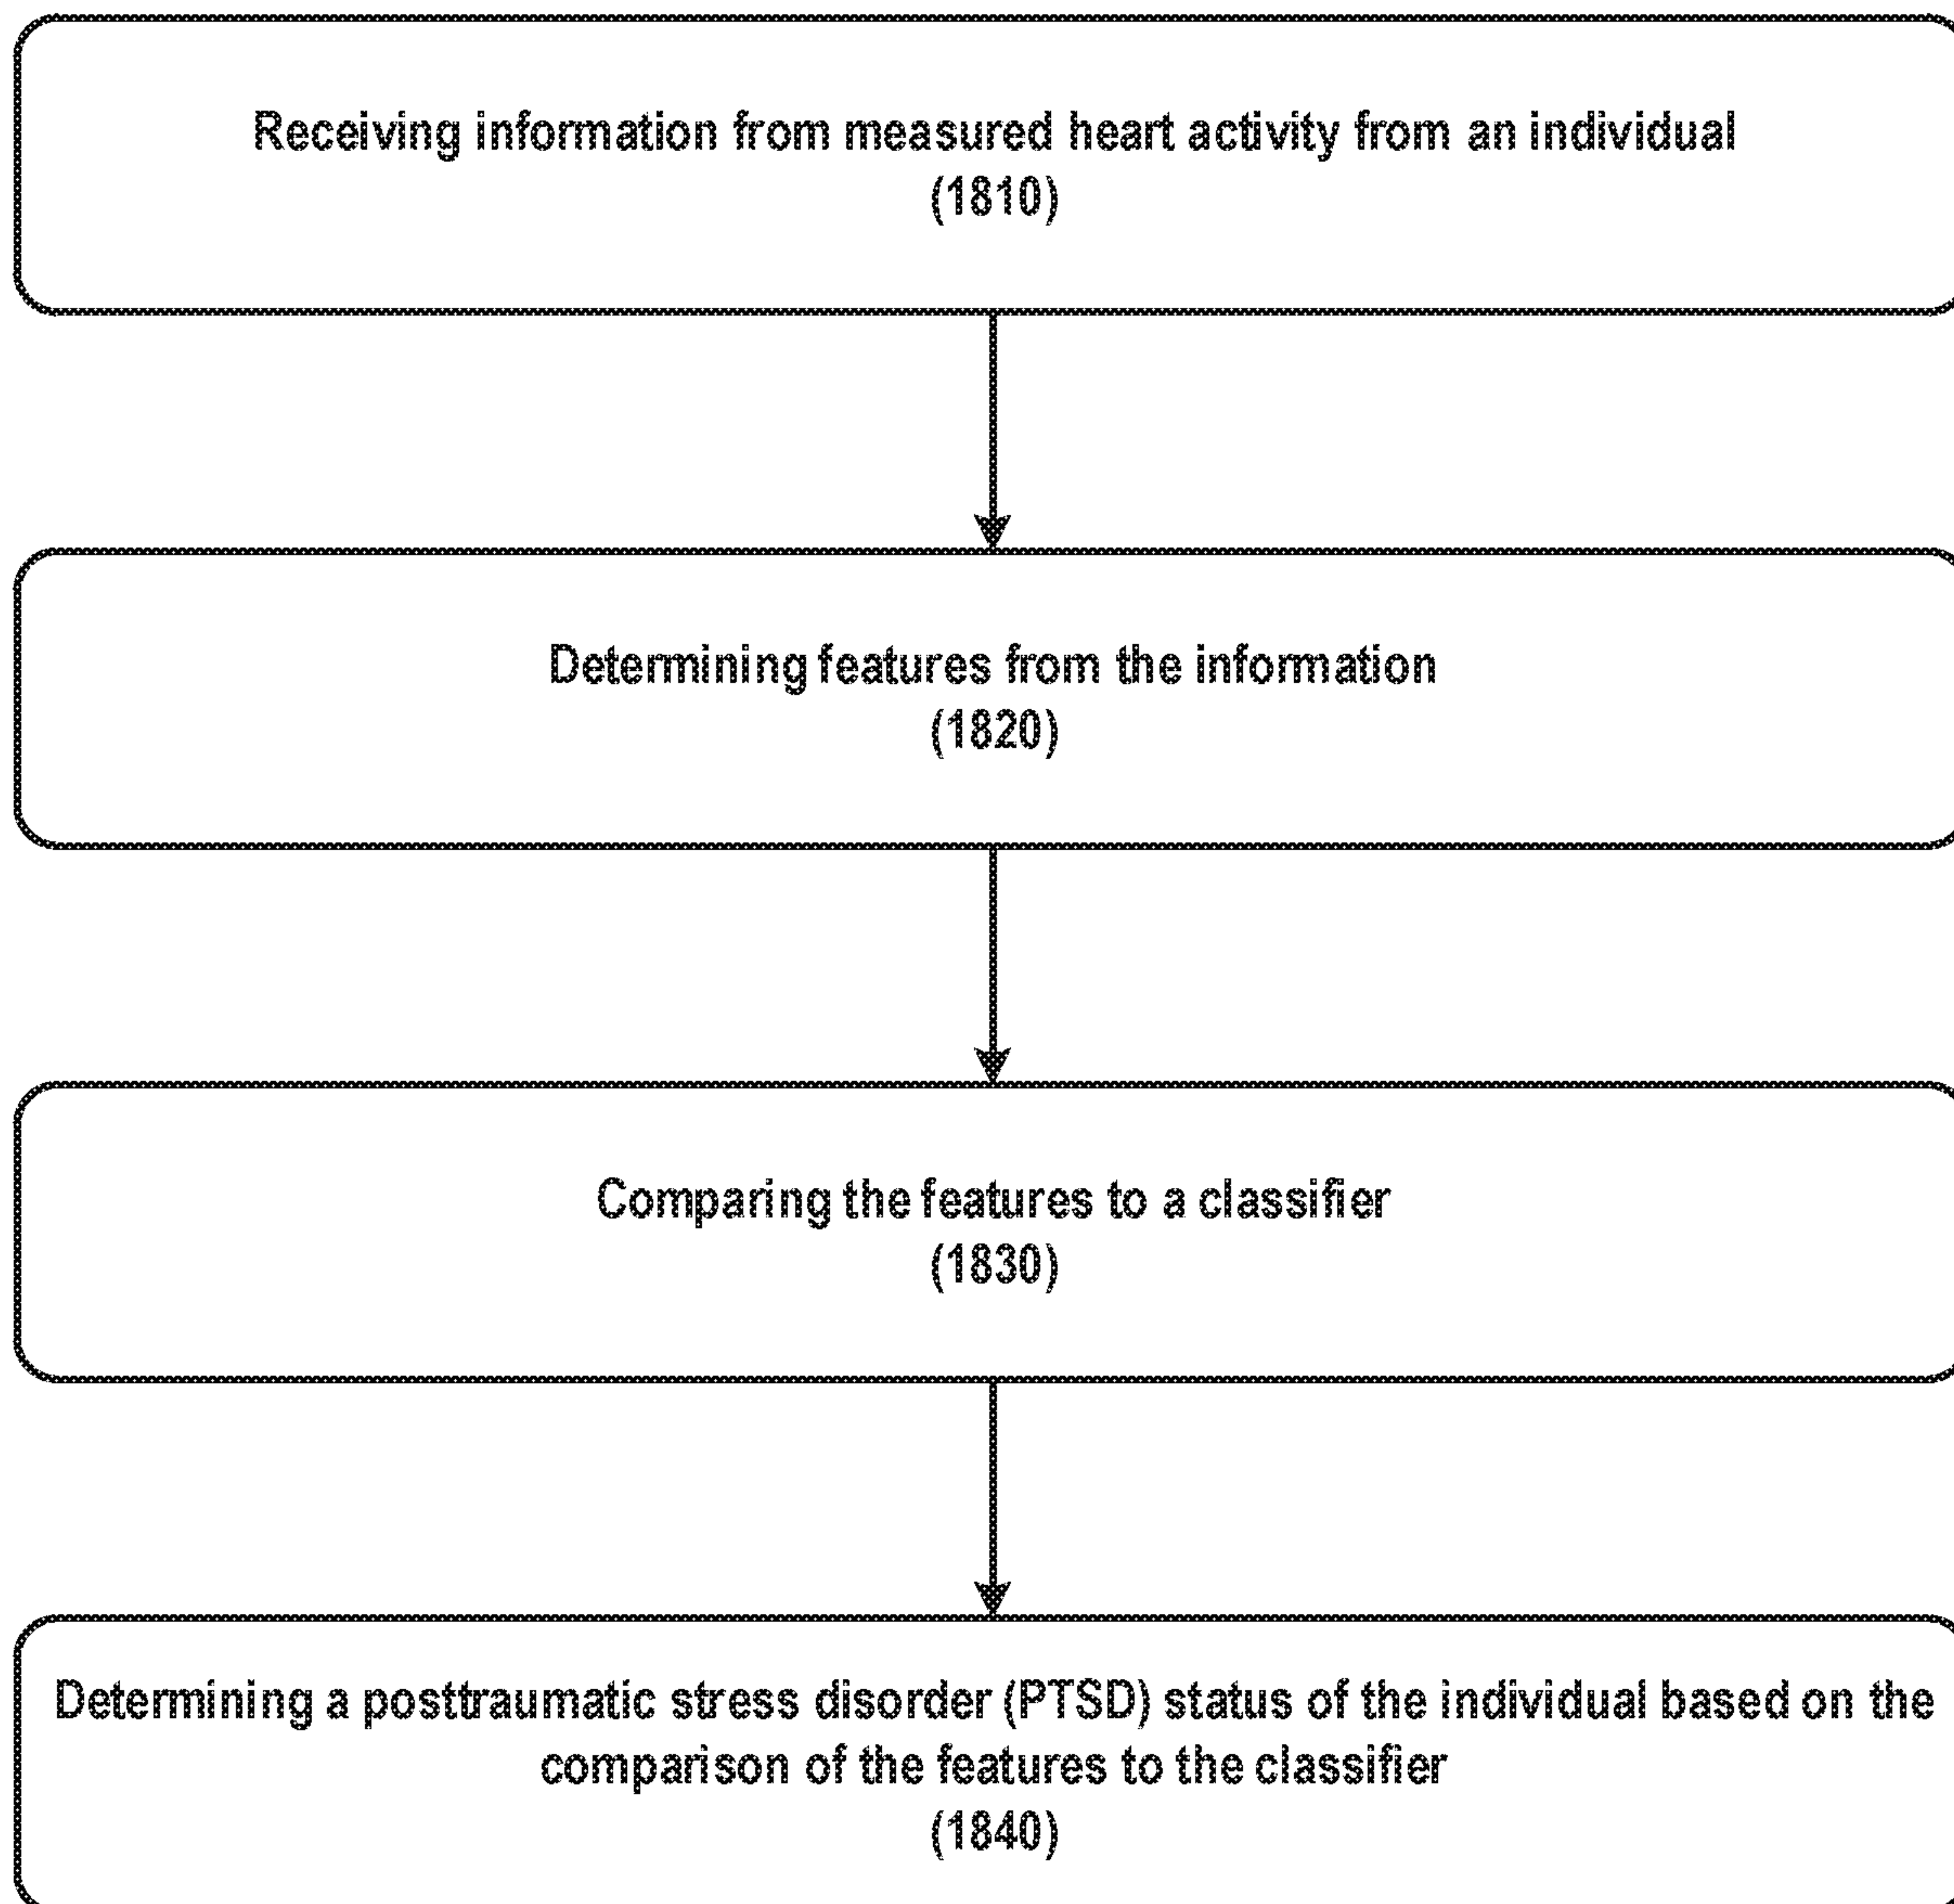 Receiving information from measured heart activity from an individual
(1810)
Determining features from the information
(1820)
Comparing the features to a classifier
(1830)
Determining a posttraumatic stress disorder (PTSD) status of the individual based on the
comparison of the features to the classifier
(1840)